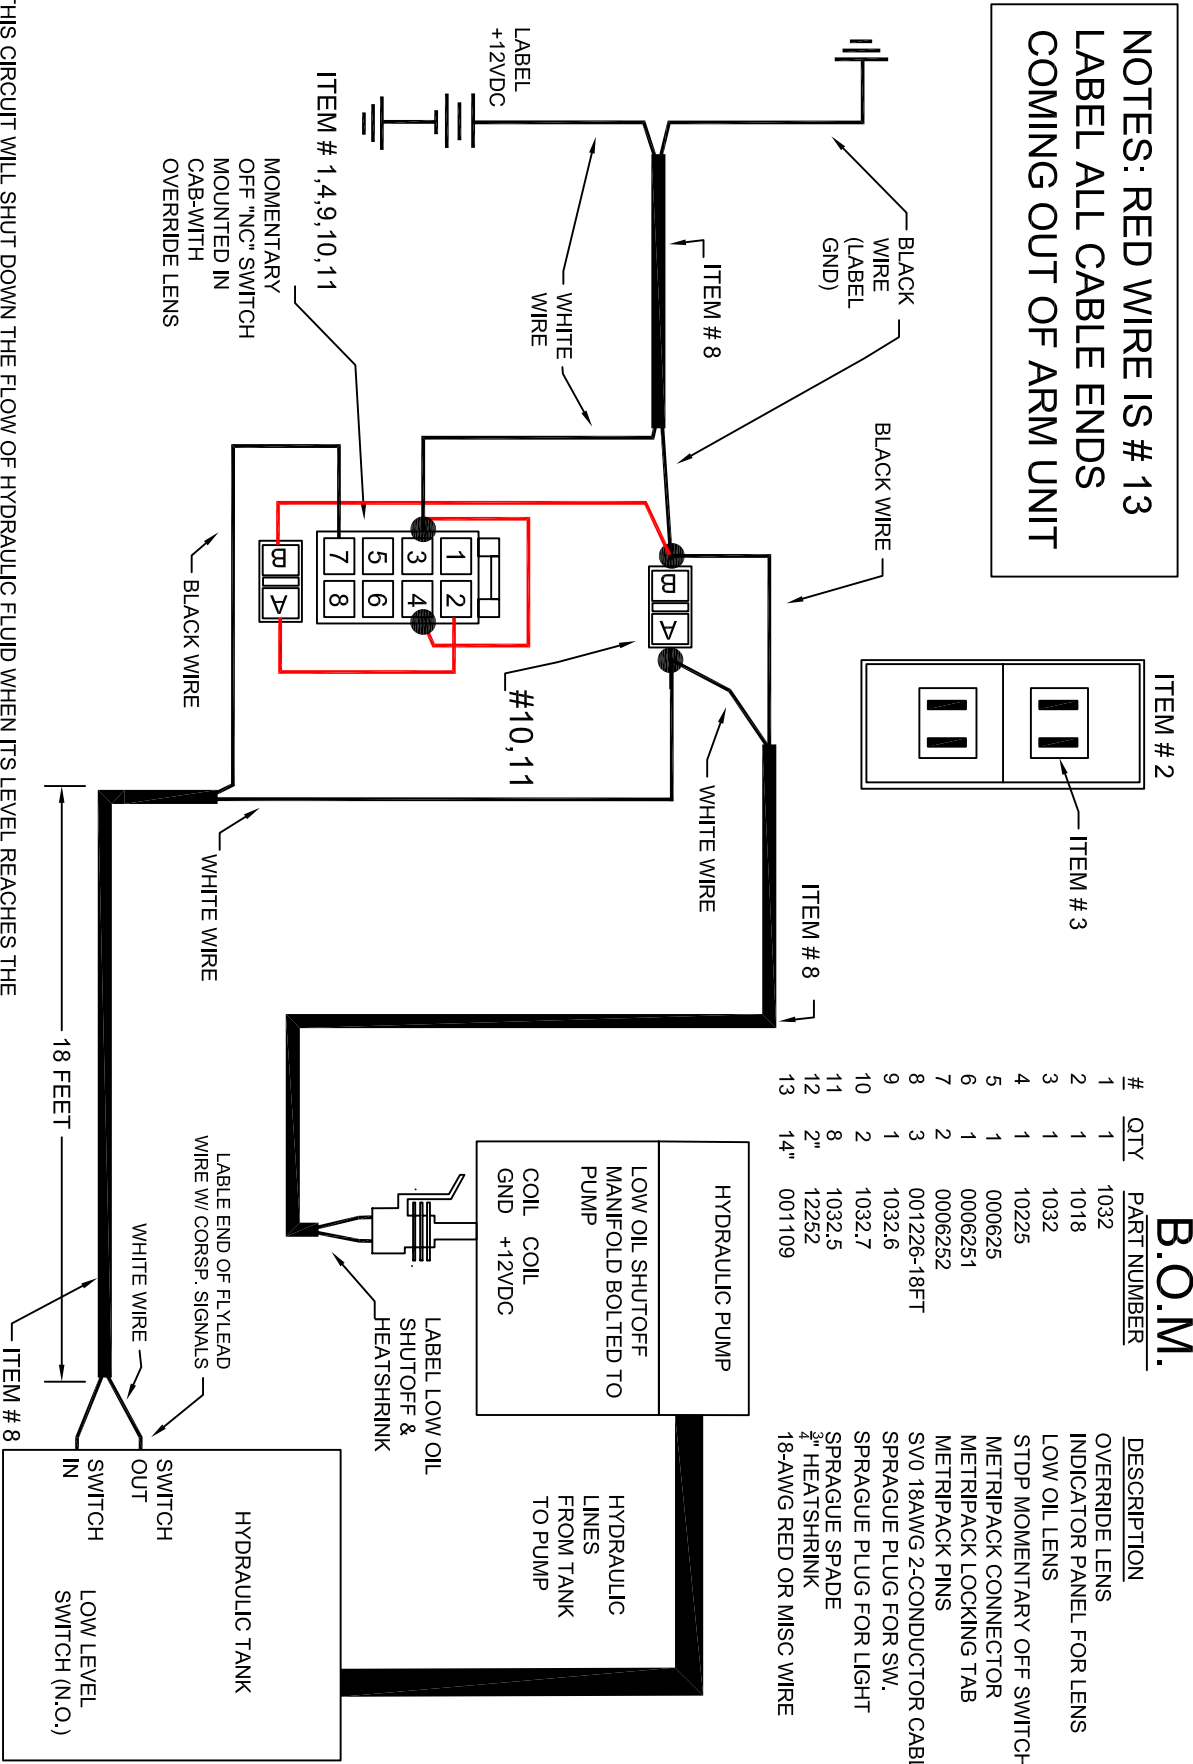 NOTES: RED WIRE IS # 13
LABEL ALL CABLE ENDS
COMING OUT OF ARM UNIT
ITEM # 2
ITEM # 3
B.O.M.
# QTY PART NUMBER DESCRIPTION
1 1 1032 OVERRIDE LENS
2 1 1018 INDICATOR PANEL FOR LENS
3 1 1032 LOW OIL LENS
4 1 10225 STDP MOMENTARY OFF SWITCH
5 1 000625 METRIPACK CONNECTOR
6 1 0006251 METRIPACK LOCKING TAB
7 2 0006252 METRIPACK PINS
8 3 001226-18FT SV0 18AWG 2-CONDUCTOR CABL
9 1 1032.6 SPRAGUE PLUG FOR SW.
10 2 1032.7 SPRAGUE PLUG FOR LIGHT
11 8 1032.5 SPRAGUE SPADE
12 2" 12252 3/4" HEATSHRINK
13 14" 001109 18-AWG RED OR MISC WIRE
BLACK
WIRE
(LABEL
GND)
BLACK WIRE
ITEM # 8
ITEM # 8
LABEL
+12VDC
WHITE
WIRE
B A
#10,11
WHITE WIRE
ITEM # 1,4,9,10,11
MOMENTARY
OFF "NC" SWITCH
MOUNTED IN
CAB-WITH
OVERRIDE LENS
1 2
3 4
5 6
7 8
B A
BLACK WIRE
WHITE WIRE
HYDRAULIC PUMP
LOW OIL SHUTOFF
MANIFOLD BOLTED TO
PUMP
COIL COIL
GND +12VDC
LABEL LOW OIL
SHUTOFF &
HEATSHRINK
HYDRAULIC
LINES
FROM TANK
TO PUMP
18 FEET
LABLE END OF FLYLEAD
WIRE W/ CORSP. SIGNALS
WHITE WIRE
ITEM # 8
HYDRAULIC TANK
SWITCH
OUT
SWITCH
IN
LOW LEVEL
SWITCH (N.O.)
THIS CIRCUIT WILL SHUT DOWN THE FLOW OF HYDRAULIC FLUID WHEN ITS LEVEL REACHES THE